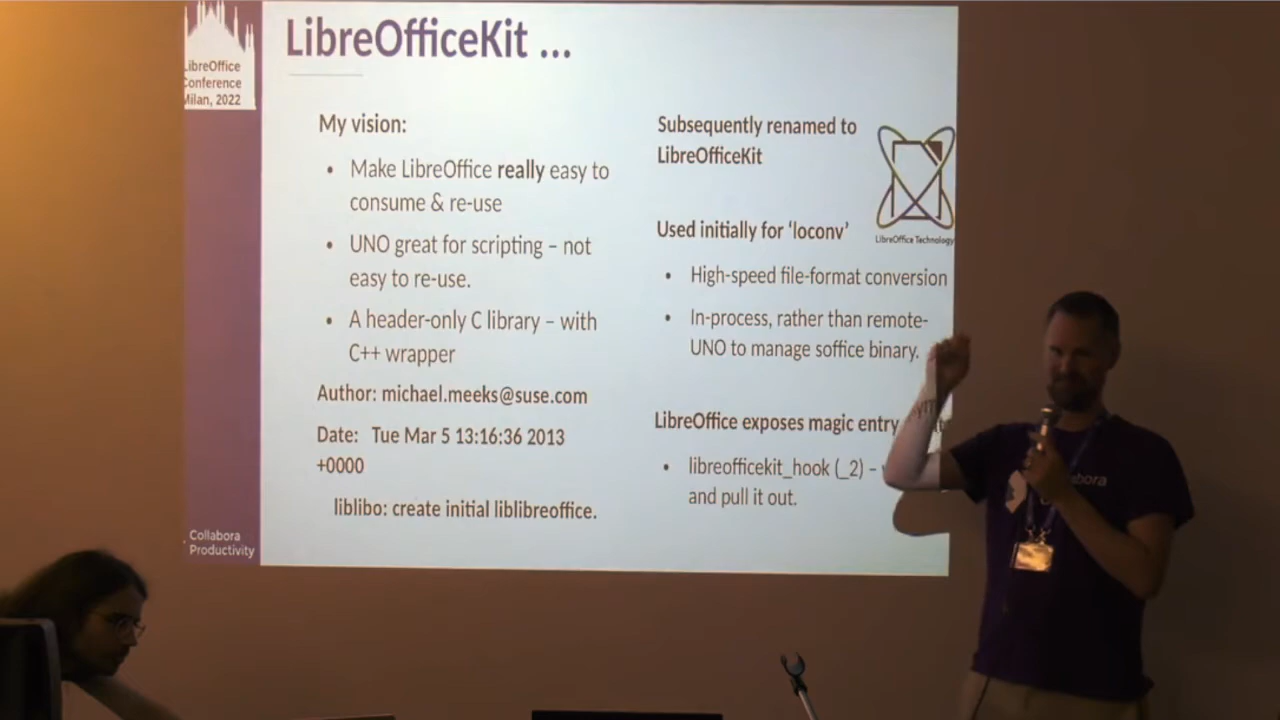 LibreOffice
Conference
Milan, 2022
LibreOfficeKit ...
My vision:
• Make LibreOffice really easy to
consume & re-use
• UNO great for scripting – not
easy to re-use.
• A header-only C library – with
C++ wrapper
Author: michael.meeks@suse.com
Date: Tue Mar 5 13:16:36 2013
+0000
liblibo: create initial liblibreoffice.
Subsequently renamed to
LibreOfficeKit
LibreOffice Technology
Used initially for ‘loconv’
• High-speed file-format conversion
• In-process, rather than remote-
UNO to manage soffice binary.
LibreOffice exposes magic entry
• libreofficekit_hook (_2) –
and pull it out.
Collabora
Productivity